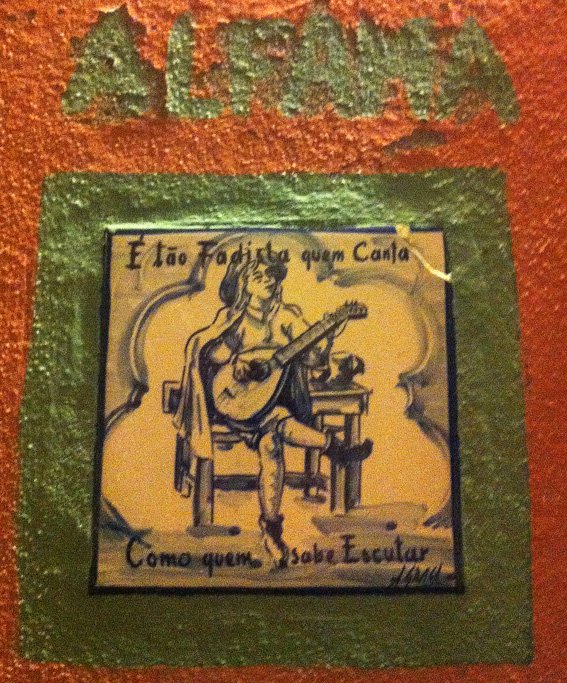 ALFAMA
É tão Fadista quem Canta
Como quem sabe Escutar